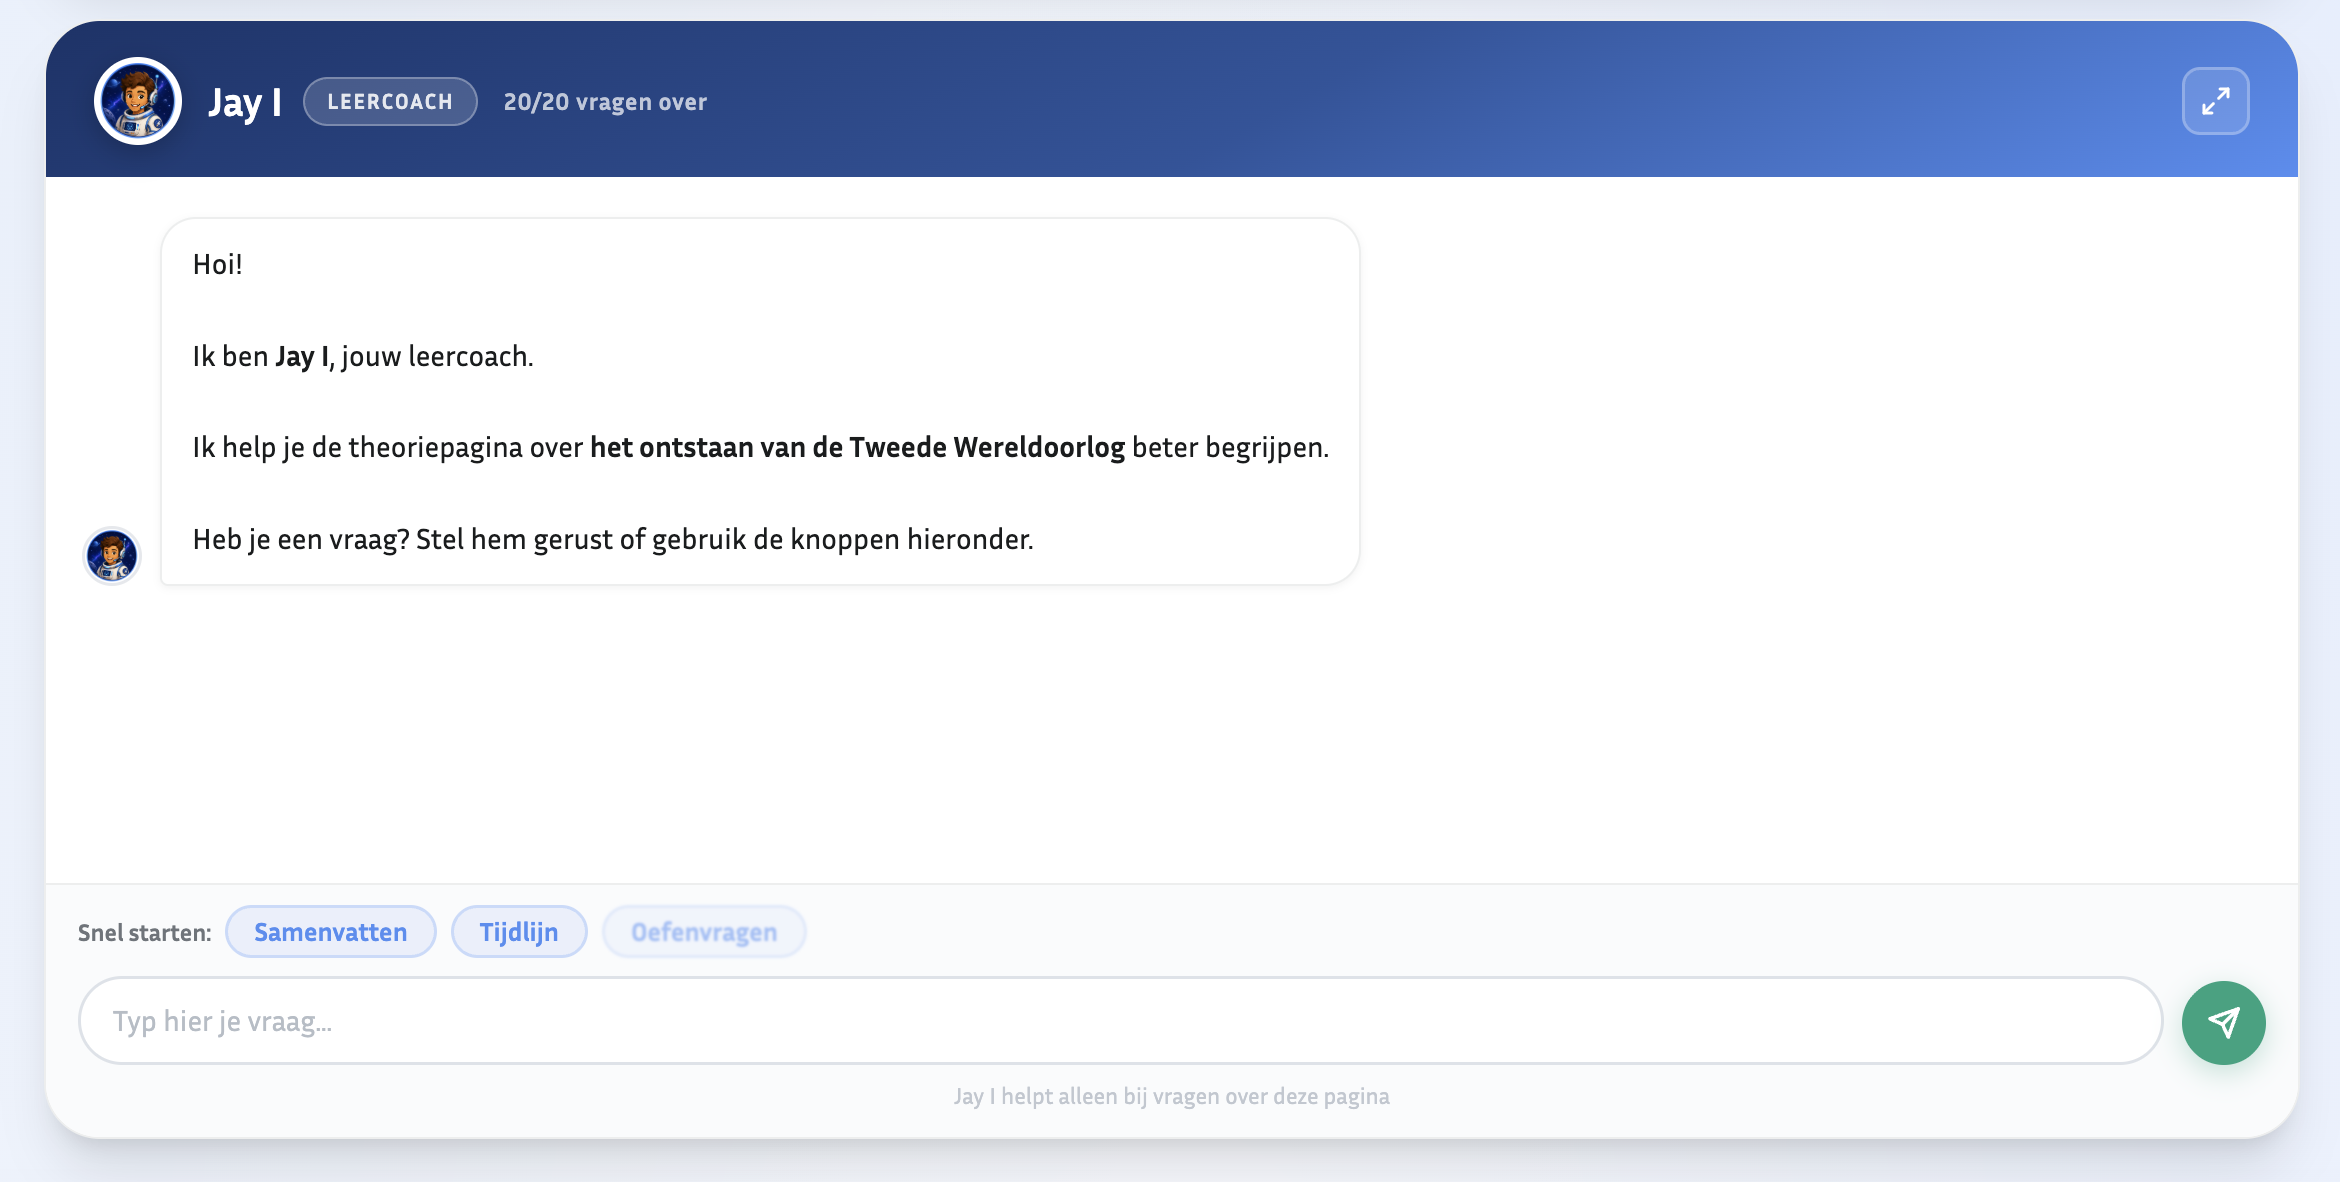 Jay I LEERCOACH 20/20 vragen over
Hoi!
Ik ben Jay I, jouw leercoach.
Ik help je de theoriepagina over het ontstaan van de Tweede Wereldoorlog beter begrijpen.
Heb je een vraag? Stel hem gerust of gebruik de knoppen hieronder.
Snel starten: Samenvatten Tijdlijn Oefenvragen
Typ hier je vraag...
Jay I helpt alleen bij vragen over deze pagina